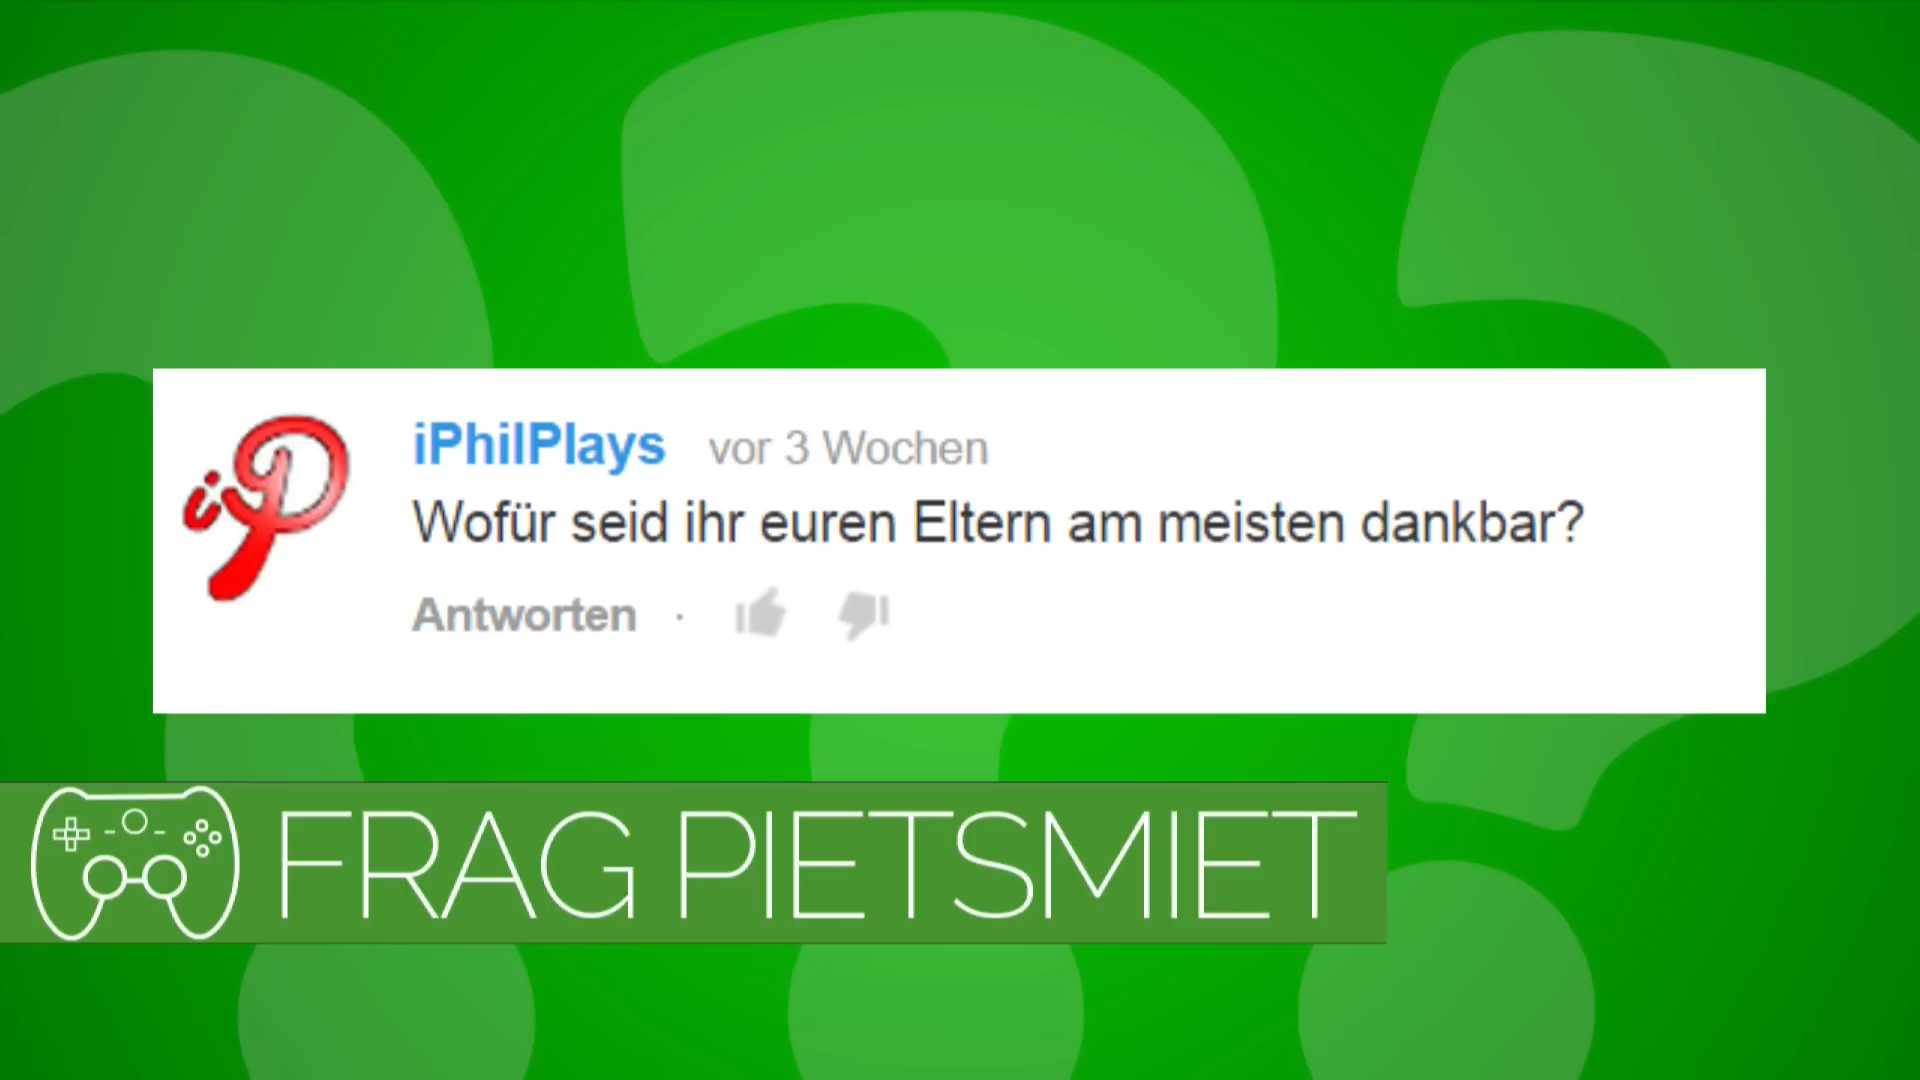 iPhilPlays vor 3 Wochen
Wofür seid ihr euren Eltern am meisten dankbar?
Antworten ·
FRAG PIETSMIET